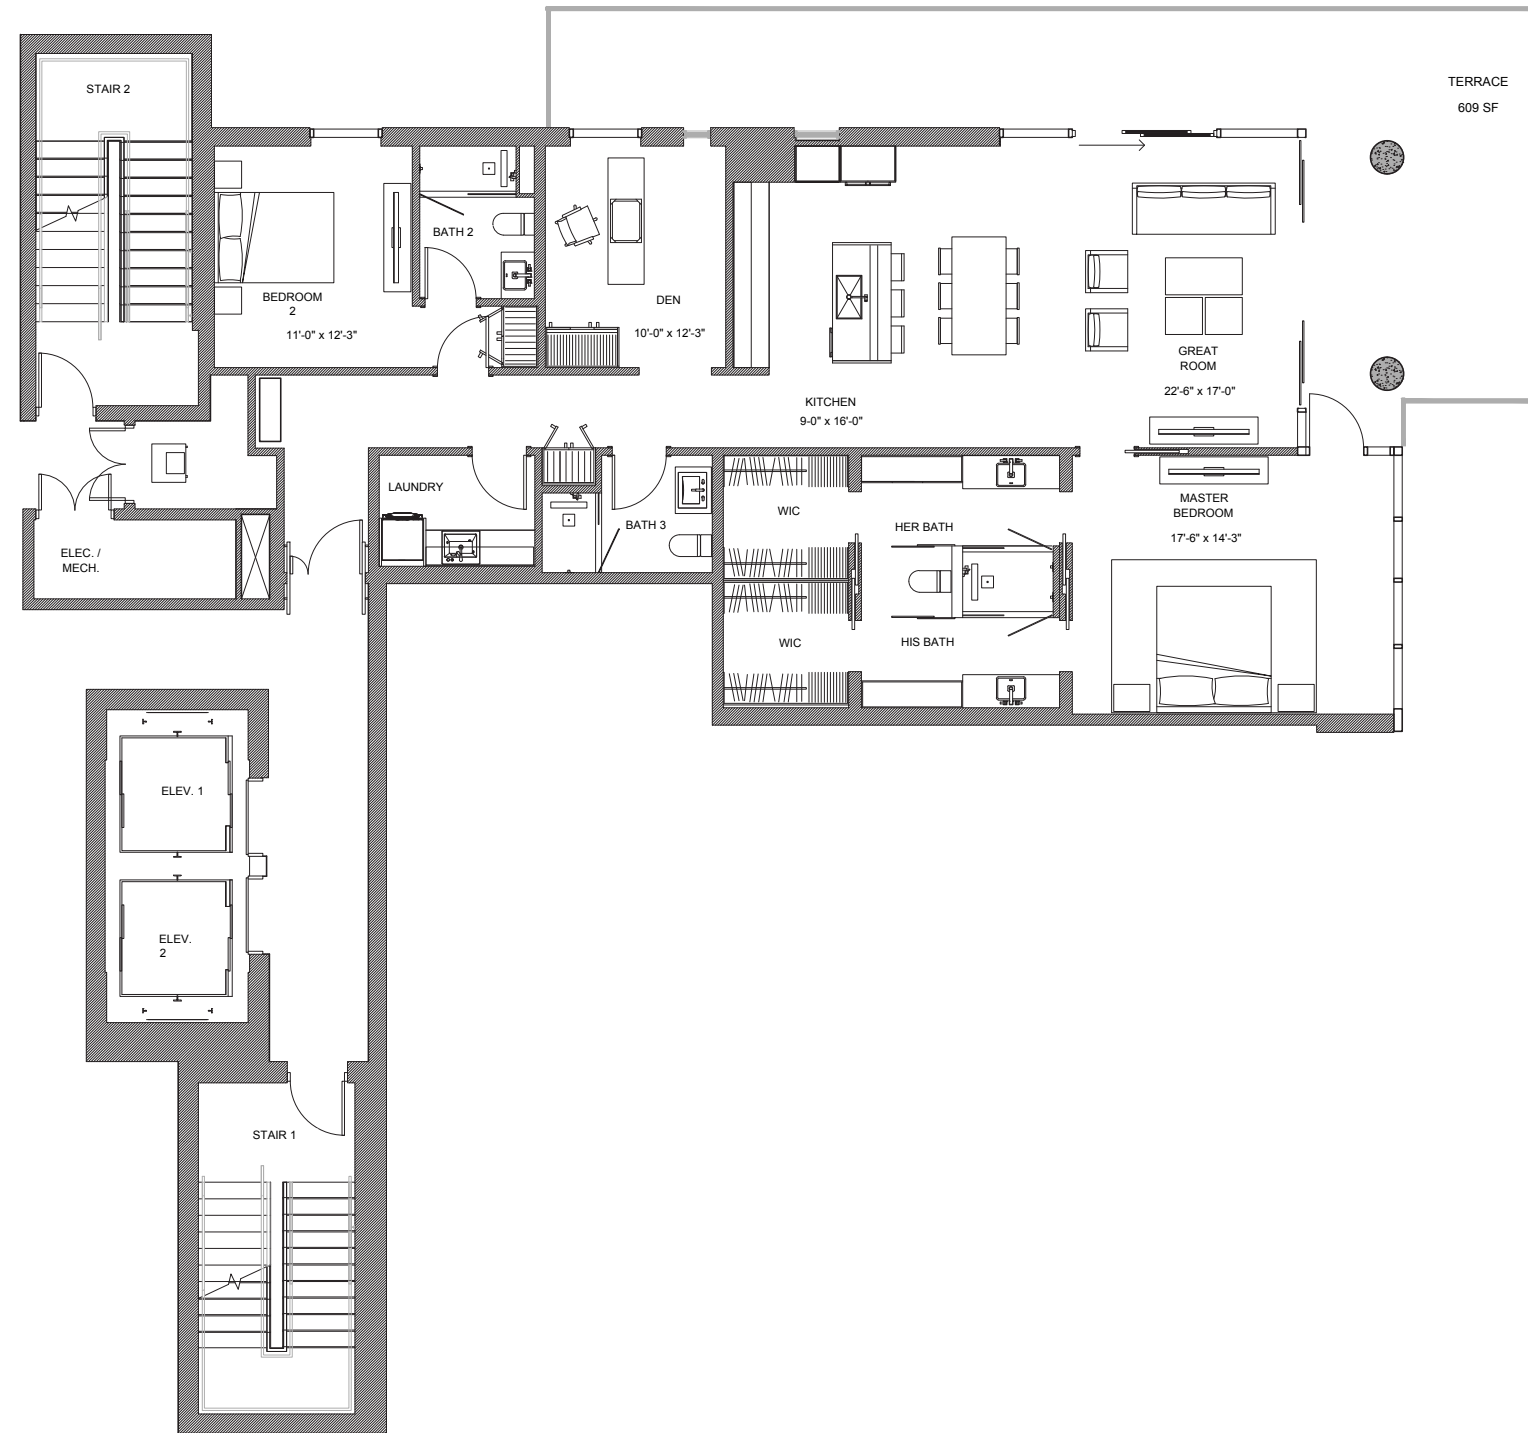 TERRACE
609 SF
STAIR 2
BATH 2
BEDROOM
2
11'-0" x 12'-3"
DEN
10'-0" x 12'-3"
GREAT
ROOM
22'-6" x 17'-0"
KITCHEN
9-0" x 16'-0"
LAUNDRY
BATH 3
WIC
HER BATH
MASTER
BEDROOM
17'-6" x 14'-3"
ELEC. /
MECH.
WIC
HIS BATH
ELEV. 1
ELEV.
2
STAIR 1